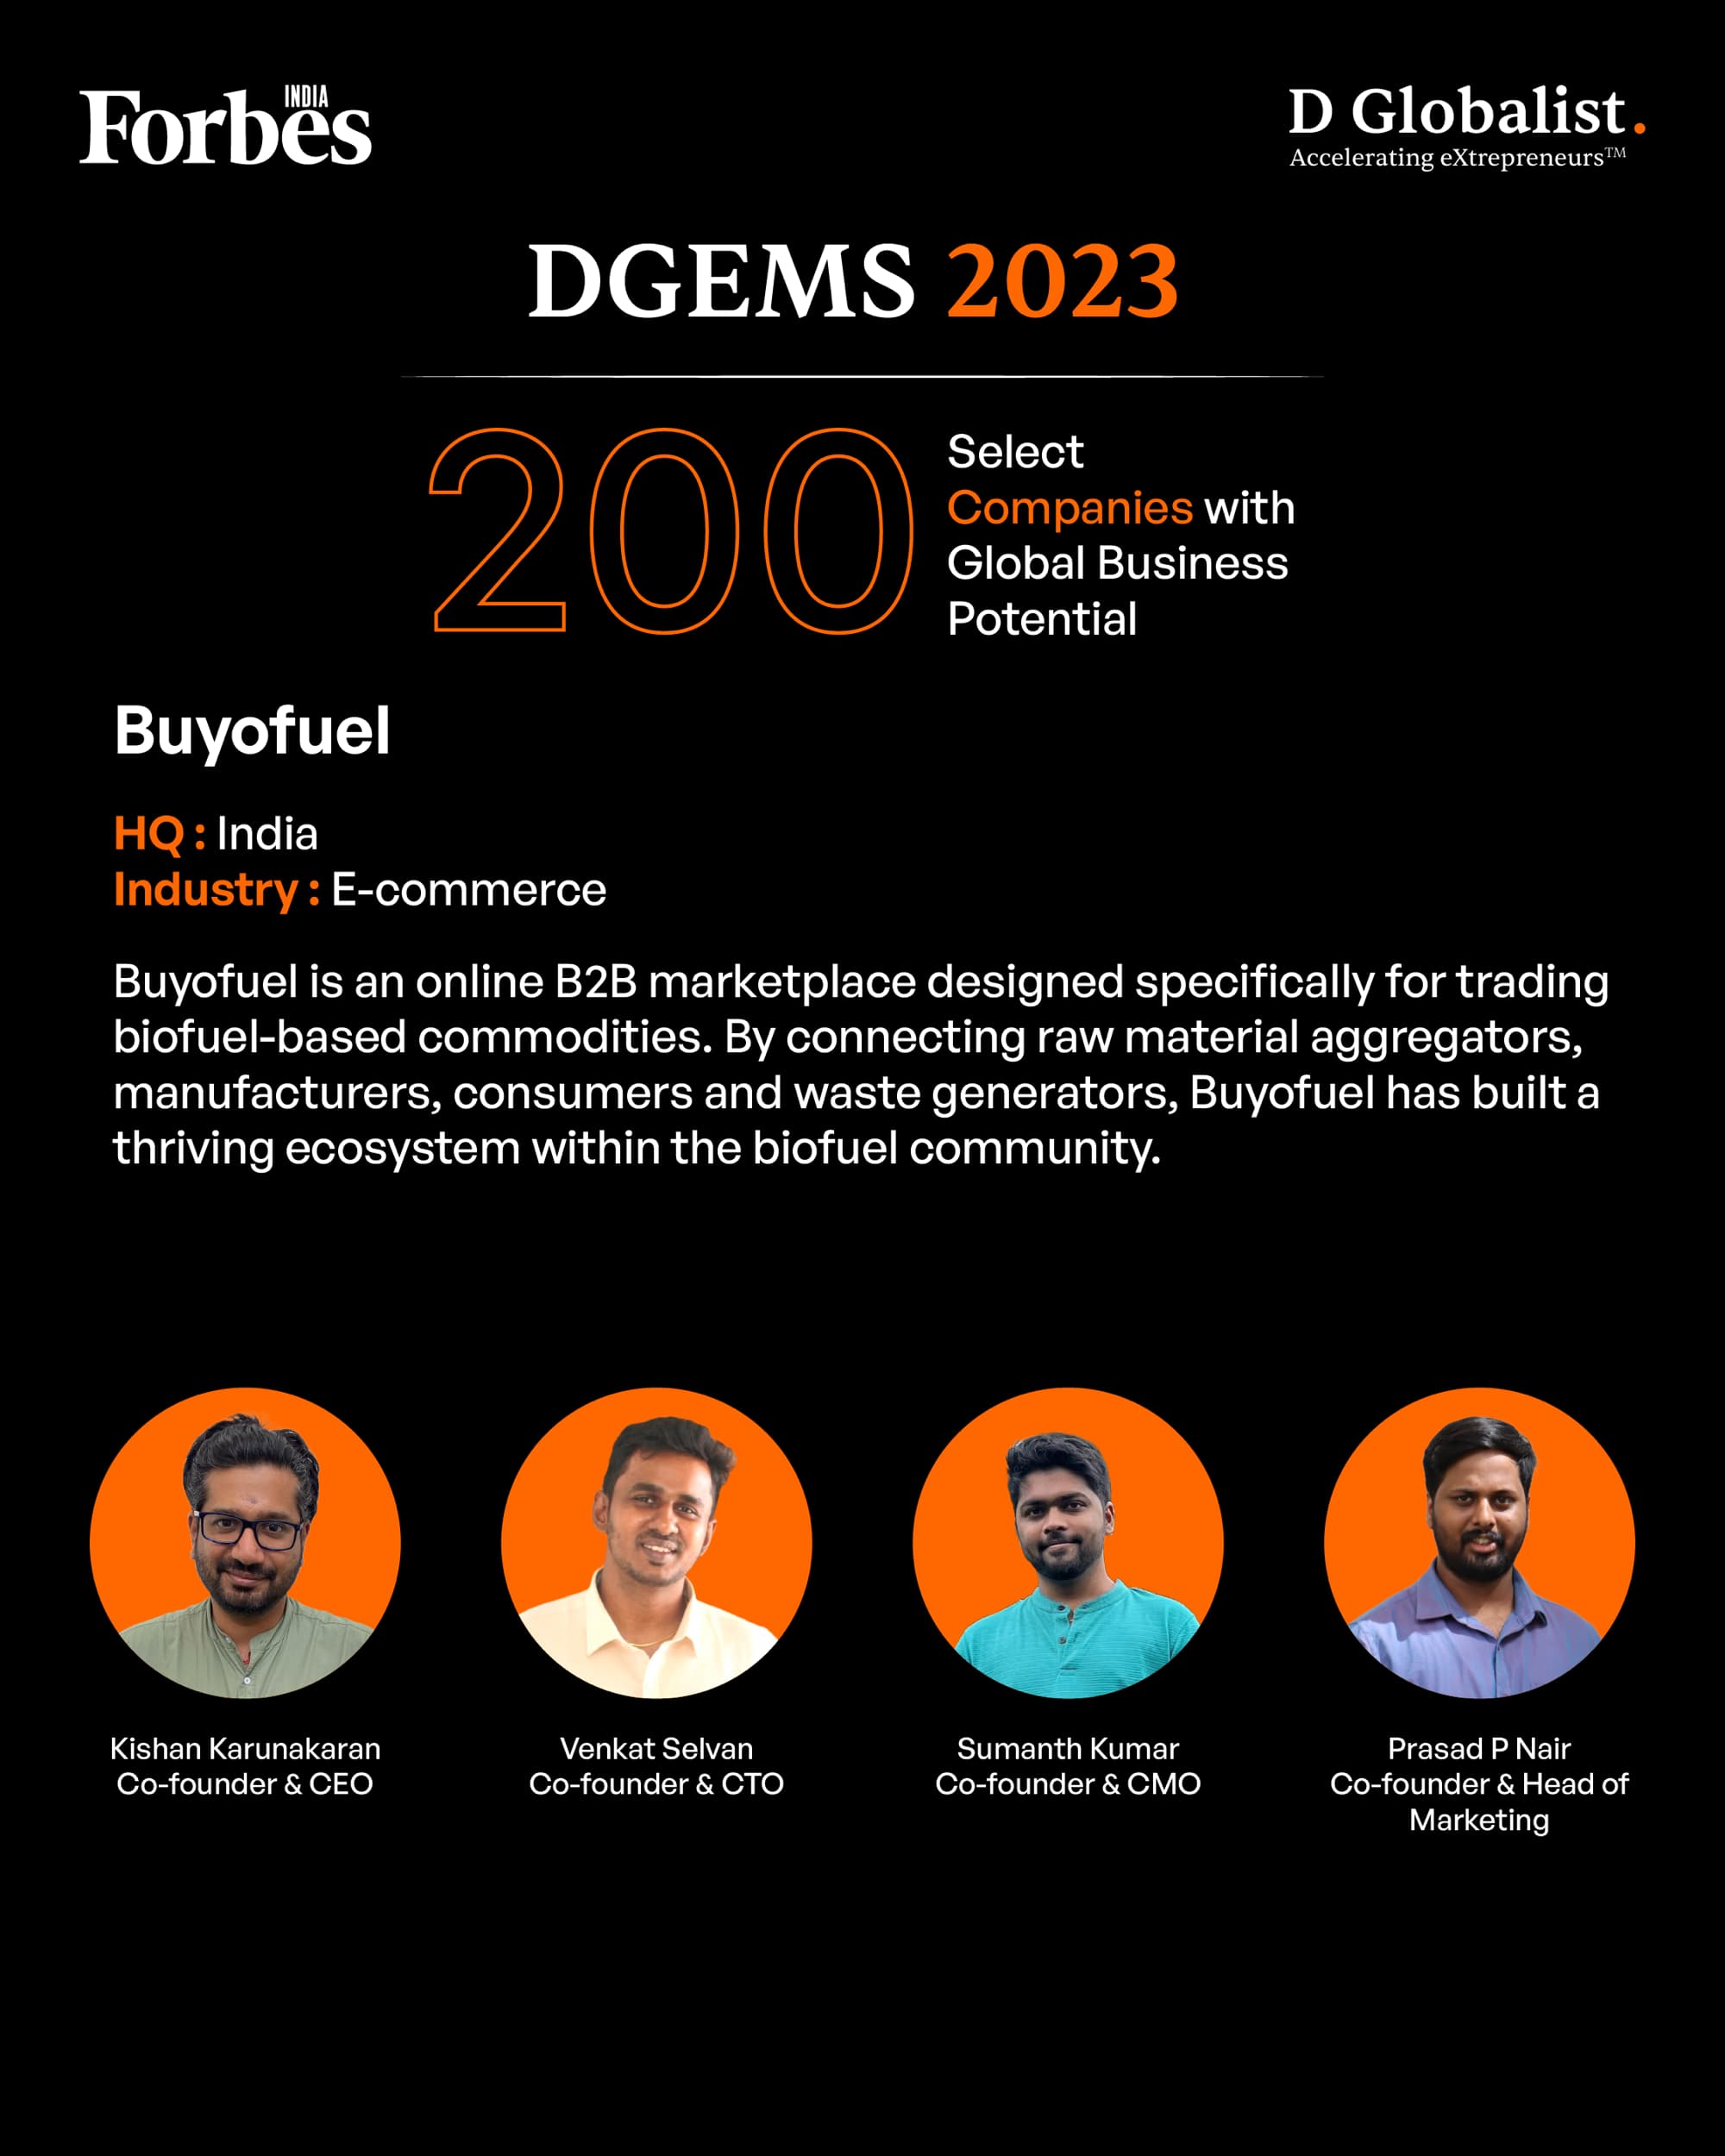 Forbes INDIA
D Globalist.
Accelerating eXtrepreneurs™
DGEMS 2023
200
Select
Companies with
Global Business
Potential
Buyofuel
HQ : India
Industry : E-commerce
Buyofuel is an online B2B marketplace designed specifically for trading
biofuel-based commodities. By connecting raw material aggregators,
manufacturers, consumers and waste generators, Buyofuel has built a
thriving ecosystem within the biofuel community.
Kishan Karunakaran
Co-founder & CEO
Venkat Selvan
Co-founder & CTO
Sumanth Kumar
Co-founder & CMO
Prasad P Nair
Co-founder & Head of
Marketing